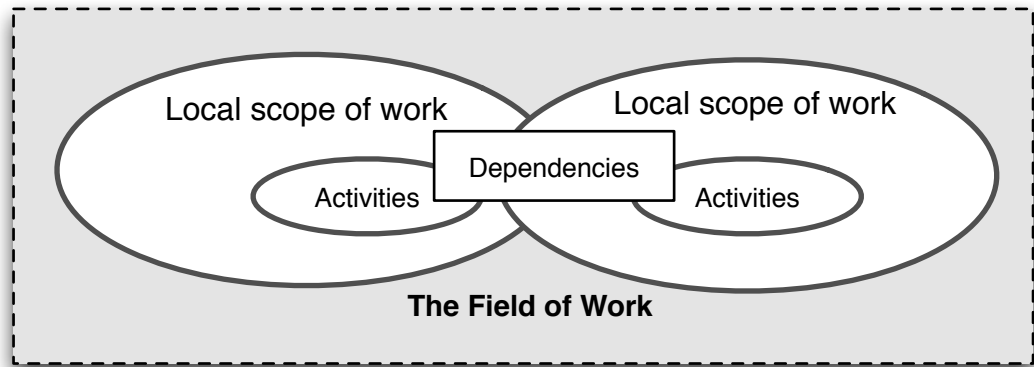 Local scope of work
Local scope of work
Dependencies
Activities
Activities
The Field of Work